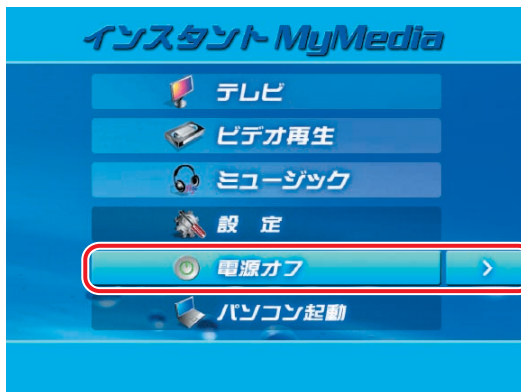 インスタント MyMedia
テレビ
ビデオ再生
ミュージック
設 定
電源オフ
パソコン起動